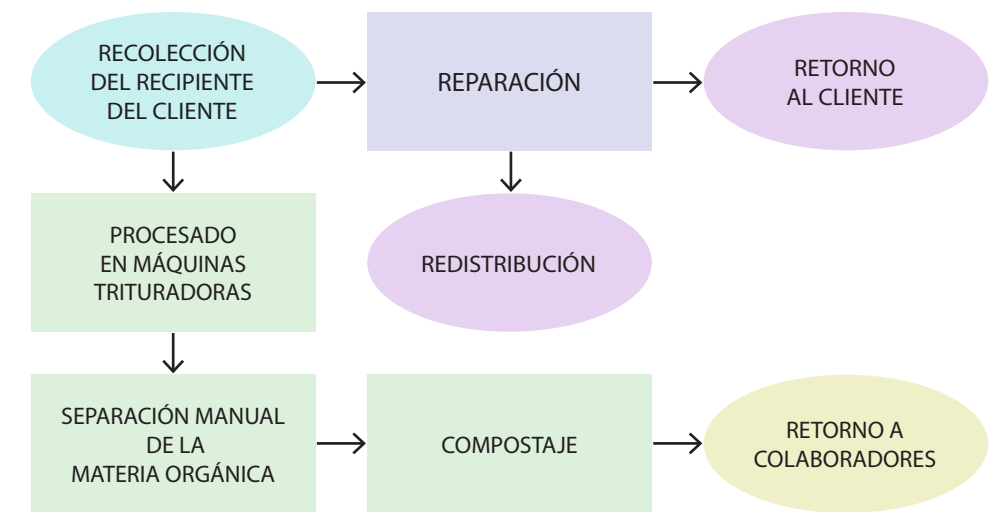 RECOLECCIÓN
DEL RECIPIENTE
DEL CLIENTE
REPARACIÓN
RETORNO
AL CLIENTE
PROCESADO
EN MÁQUINAS
TRITURADORAS
REDISTRIBUCIÓN
SEPARACIÓN MANUAL
DE LA
MATERIA ORGÁNICA
COMPOSTAJE
RETORNO A
COLABORADORES